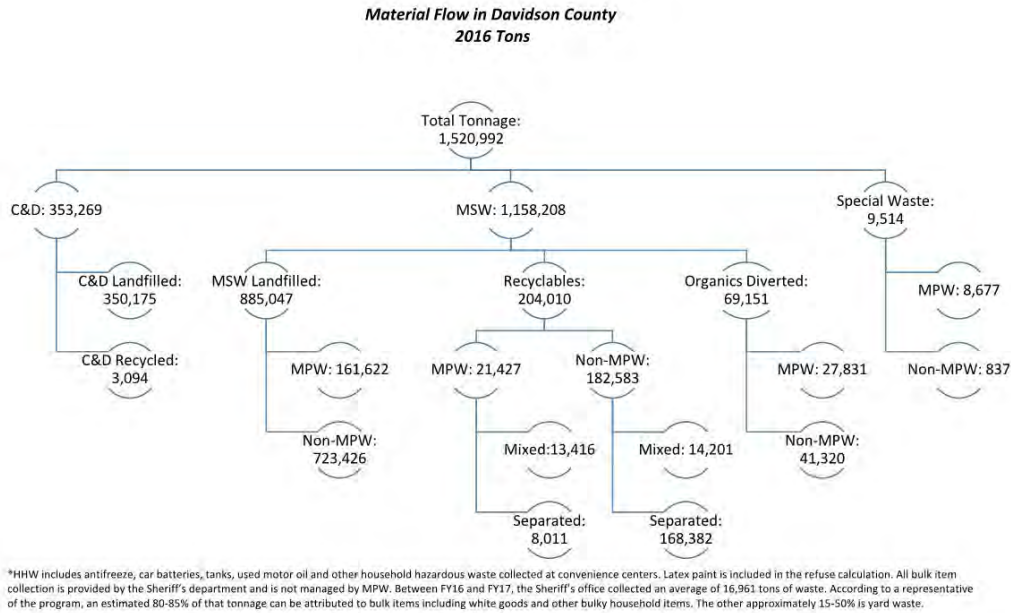 Material Flow in Davidson County
2016 Tons
Total Tonnage:
1,520,992
C&D: 353,269
MSW: 1,158,208
Special Waste:
9,514
C&D Landfilled:
350,175
MSW Landfilled:
885,047
Recyclables:
204,010
Organics Diverted:
69,151
MPW: 8,677
C&D Recycled:
3,094
MPW: 161,622
MPW: 21,427
Non-MPW:
182,583
MPW: 27,831
Non-MPW: 837
Non-MPW:
723,426
Mixed:13,416
Mixed: 14,201
Non-MPW:
41,320
Separated:
8,011
Separated:
168,382
*HHW includes antifreeze, car batteries, tanks, used motor oil and other household hazardous waste collected at convenience centers. Latex paint is included in the refuse calculation. All bulk item
collection is provided by the Sheriff's department and is not managed by MPW. Between FY16 and FY17, the Sheriff's office collected an average of 16,961 tons of waste. According to a representative
of the program, an estimated 80-85% of that tonnage can be attributed to bulk items including white goods and other bulky household items. The other approximately 15-50% is yard waste.